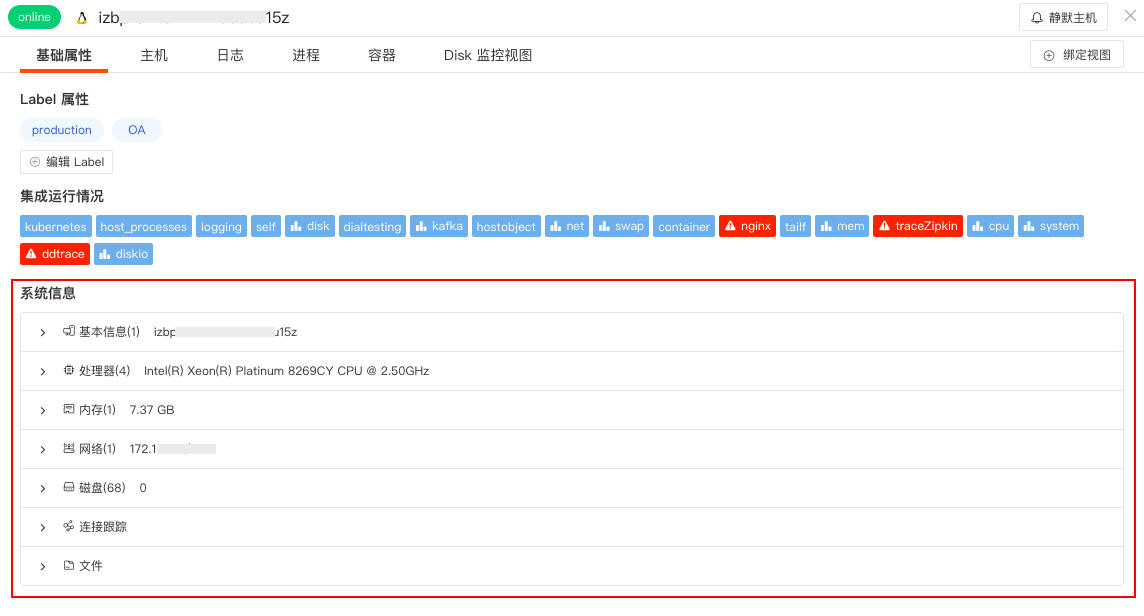 online izbp 15z 静默主机
基础属性 主机 日志 进程 容器 Disk 监控视图 绑定视图
Label 属性
production OA
编辑 Label
集成运行情况
kubernetes host_processes logging self disk dialtesting kafka hostobject net swap container nginx tailf mem traceZipkin cpu system
ddtrace diskio
系统信息
基本信息(1) izbp u15z
处理器(4) Intel(R) Xeon(R) Platinum 8269CY CPU @ 2.50GHz
内存(1) 7.37 GB
网络(1) 172.1
磁盘(68) 0
连接跟踪
文件